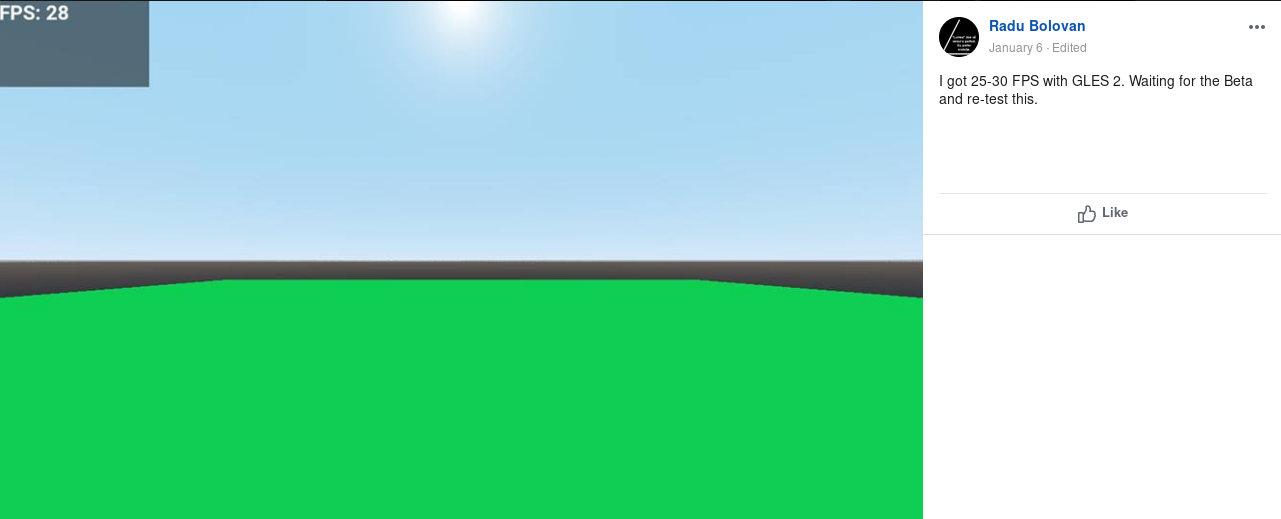 FPS: 28
Radu Bolovan
January 6 · Edited
I got 25-30 FPS with GLES 2. Waiting for the Beta
and re-test this.
Like